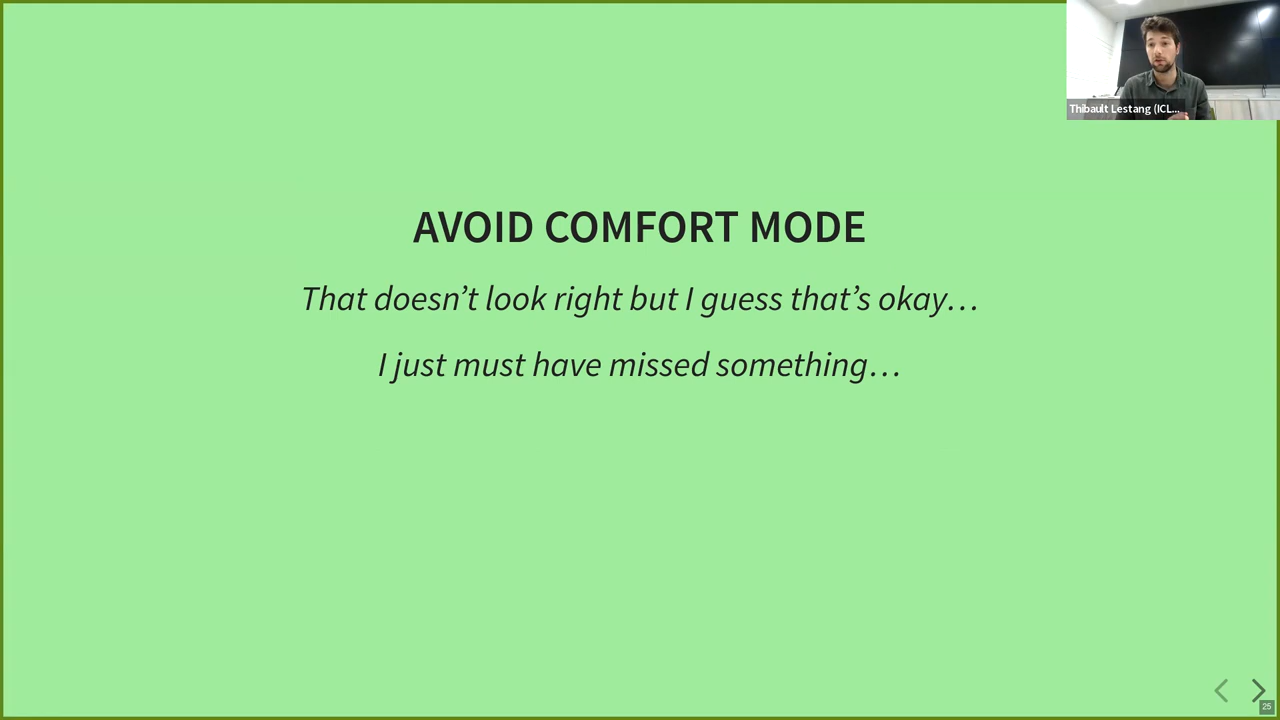 Thibault Lestang (ICL...
AVOID COMFORT MODE
That doesn’t look right but I guess that’s okay…
I just must have missed something…
25